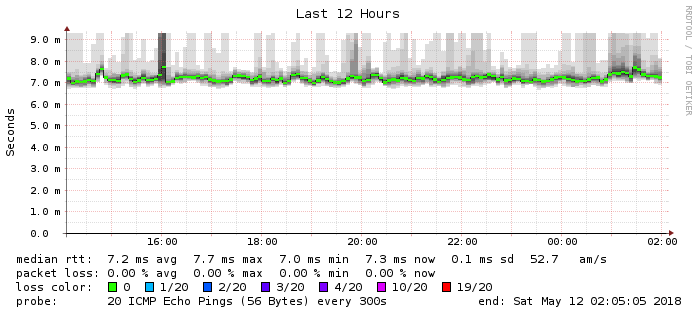 Last 12 Hours
RRDTOOL / TOBI OETIKER
Seconds
9.0 m
8.0 m
7.0 m
6.0 m
5.0 m
4.0 m
3.0 m
2.0 m
1.0 m
0.0
16:00 18:00 20:00 22:00 00:00 02:00
median rtt: 7.2 ms avg 7.7 ms max 7.0 ms min 7.3 ms now 0.1 ms sd 52.7 am/s
packet loss: 0.00 % avg 0.00 % max 0.00 % min 0.00 % now
loss color: 0 1/20 2/20 3/20 4/20 10/20 19/20
probe: 20 ICMP Echo Pings (56 Bytes) every 300s end: Sat May 12 02:05:05 2018